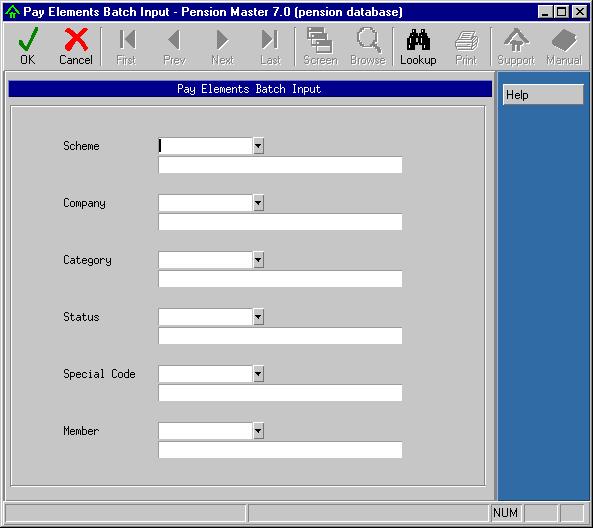 Pay Elements Batch Input - Pension Master 7.0 (pension database)
OK Cancel First Prev Next Last Screen Browse Lookup Print Support Manual
Pay Elements Batch Input
Help
Scheme
Company
Category
Status
Special Code
Member
NUM